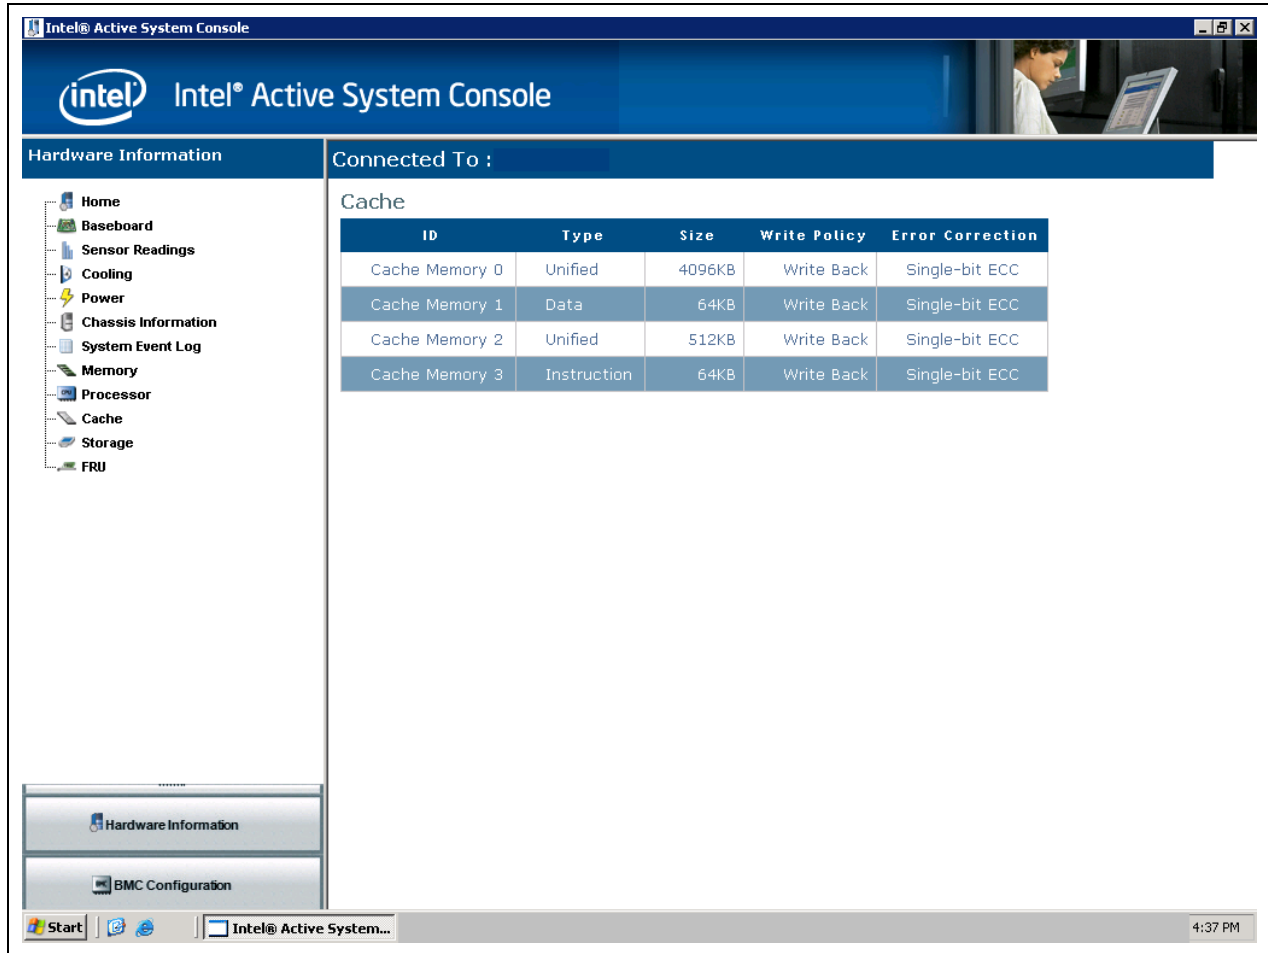 Intel® Active System Console
intel® Intel® Active System Console
Hardware Information
Connected To :
Home
Baseboard
Sensor Readings
Cooling
Power
Chassis Information
System Event Log
Memory
Processor
Cache
Storage
FRU
Cache
ID Type Size Write Policy Error Correction
Cache Memory 0 Unified 4096KB Write Back Single-bit ECC
Cache Memory 1 Data 64KB Write Back Single-bit ECC
Cache Memory 2 Unified 512KB Write Back Single-bit ECC
Cache Memory 3 Instruction 64KB Write Back Single-bit ECC
Hardware Information
BMC Configuration
Start Intel® Active System... 4:37 PM